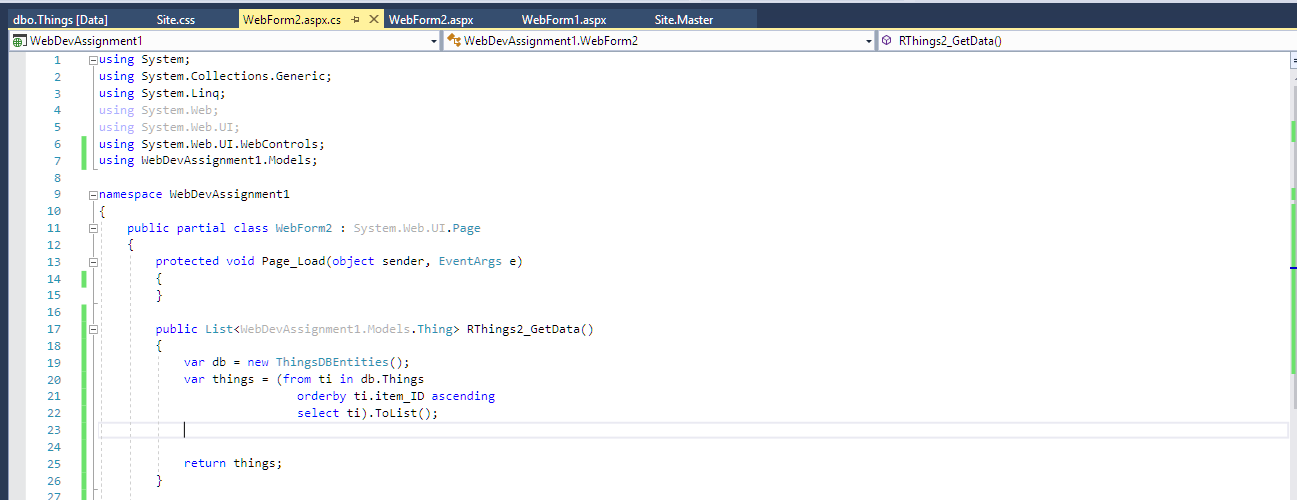 dbo.Things [Data] Site.css WebForm2.aspx.cs WebForm2.aspx WebForm1.aspx Site.Master
WebDevAssignment1 WebDevAssignment1.WebForm2 RThings2_GetData()
1 using System;
2 using System.Collections.Generic;
3 using System.Linq;
4 using System.Web;
5 using System.Web.UI;
6 using System.Web.UI.WebControls;
7 using WebDevAssignment1.Models;
8
9 namespace WebDevAssignment1
10 {
11 public partial class WebForm2 : System.Web.UI.Page
12 {
13 protected void Page_Load(object sender, EventArgs e)
14 {
15 }
16
17 public List<WebDevAssignment1.Models.Thing> RThings2_GetData()
18 {
19 var db = new ThingsDBEntities();
20 var things = (from ti in db.Things
21 orderby ti.item_ID ascending
22 select ti).ToList();
23
24
25 return things;
26 }
27